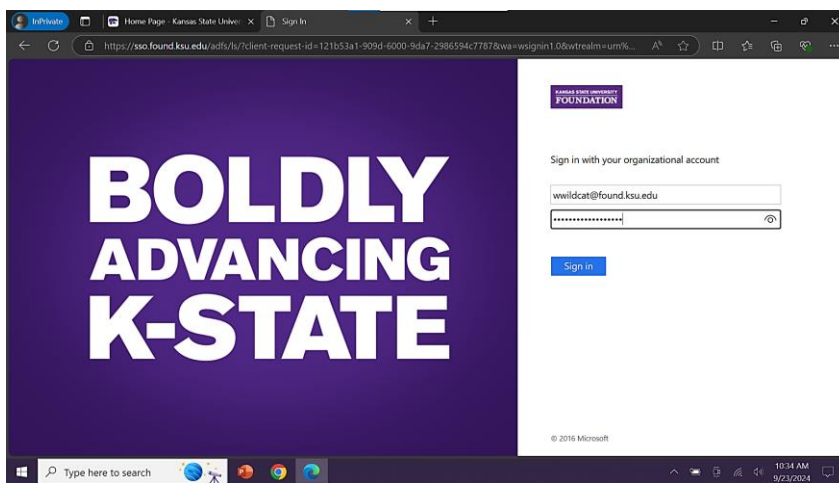 InPrivate
Home Page - Kansas State Univer
Sign In
https://sso.found.ksu.edu/adfs/ls/?client-request-id=121b53a1-909d-6000-9da7-2986594c7787&wa=wsignin1.0&wtrealm=urn%...
BOLDLY
ADVANCING
K-STATE
KANSAS STATE UNIVERSITY
FOUNDATION
Sign in with your organizational account
wwildcat@found.ksu.edu
Sign in
© 2016 Microsoft
Type here to search
10:34 AM
9/23/2024